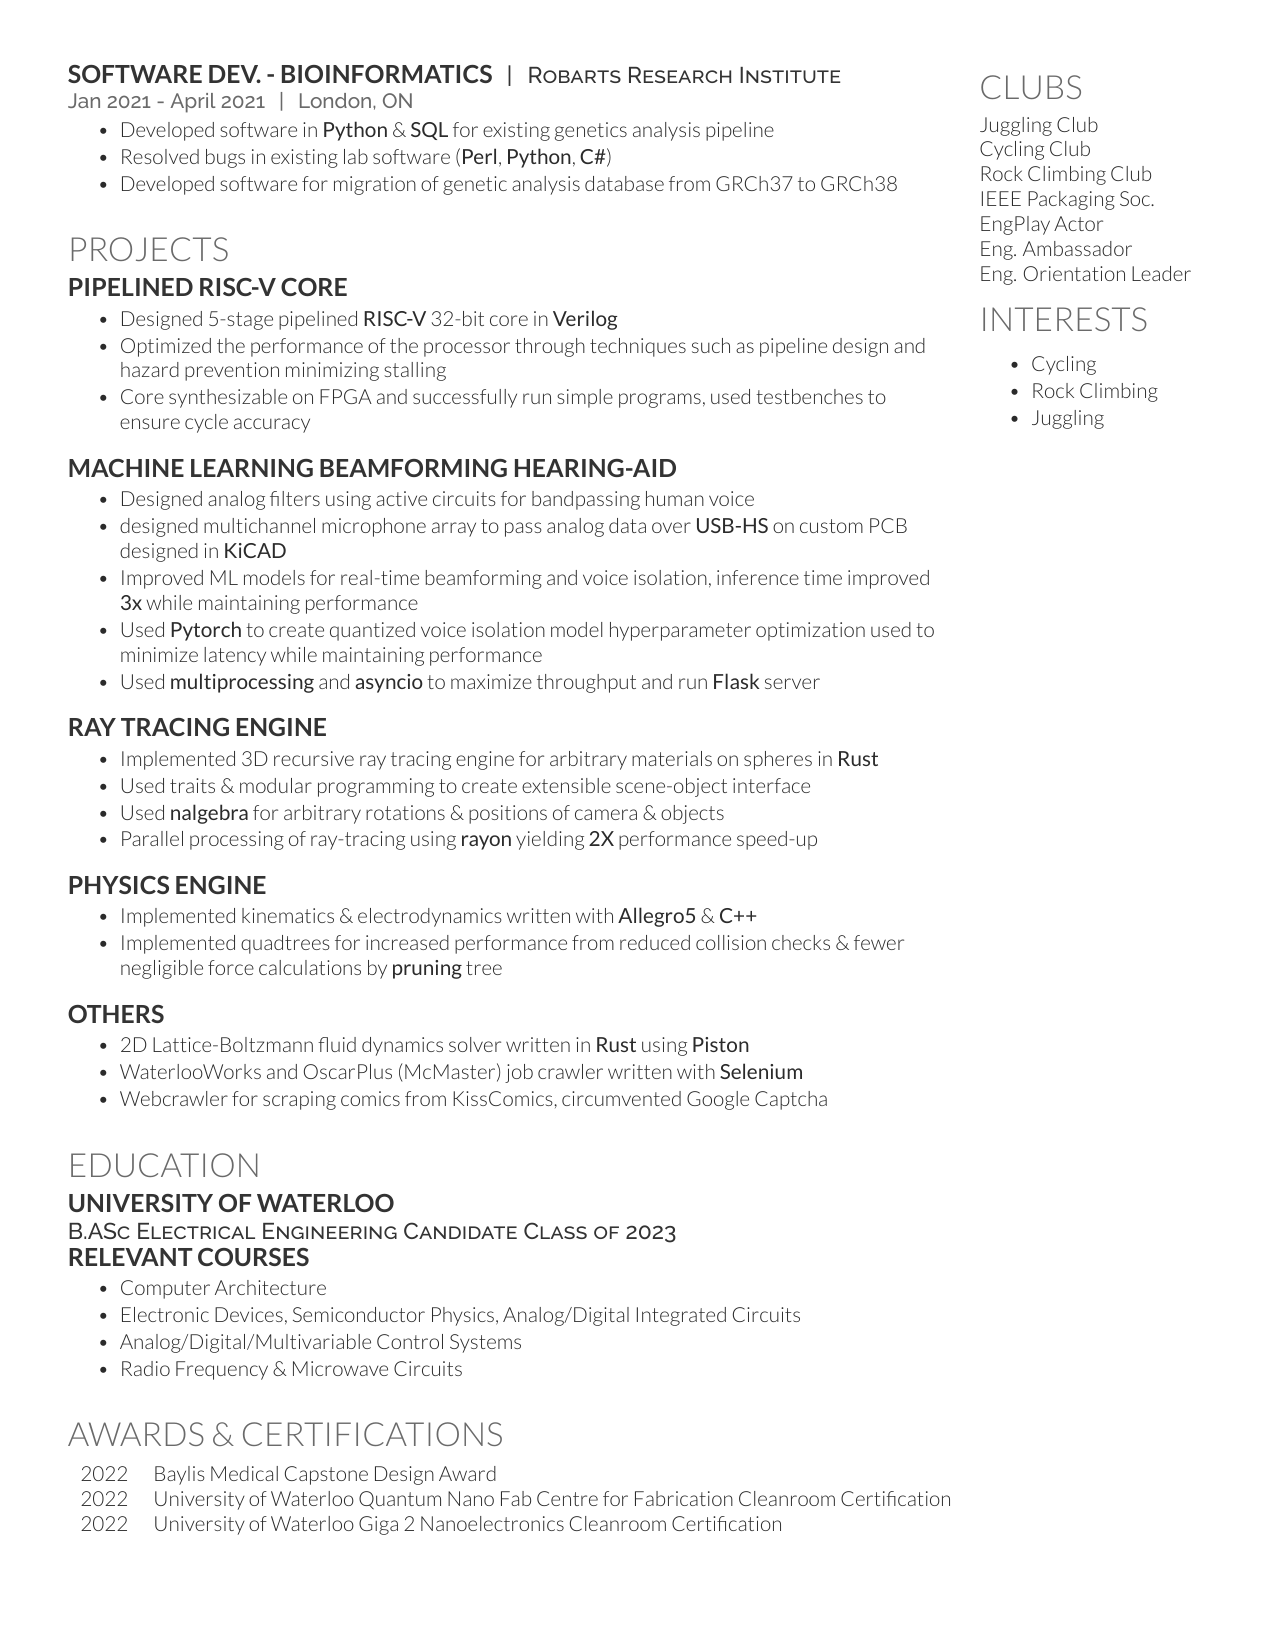 SOFTWARE DEV. - BIOINFORMATICS | Robarts Research Institute
Jan 2021 - April 2021 | London, ON
• Developed software in Python & SQL for existing genetics analysis pipeline
• Resolved bugs in existing lab software (Perl, Python, C#)
• Developed software for migration of genetic analysis database from GRCh37 to GRCh38
PROJECTS
PIPELINED RISC-V CORE
• Designed 5-stage pipelined RISC-V 32-bit core in Verilog
• Optimized the performance of the processor through techniques such as pipeline design and
hazard prevention minimizing stalling
• Core synthesizable on FPGA and successfully run simple programs, used testbenches to
ensure cycle accuracy
MACHINE LEARNING BEAMFORMING HEARING-AID
• Designed analog filters using active circuits for bandpassing human voice
• designed multichannel microphone array to pass analog data over USB-HS on custom PCB
designed in KiCAD
• Improved ML models for real-time beamforming and voice isolation, inference time improved
3x while maintaining performance
• Used Pytorch to create quantized voice isolation model hyperparameter optimization used to
minimize latency while maintaining performance
• Used multiprocessing and asyncio to maximize throughput and run Flask server
RAY TRACING ENGINE
• Implemented 3D recursive ray tracing engine for arbitrary materials on spheres in Rust
• Used traits & modular programming to create extensible scene-object interface
• Used nalgebra for arbitrary rotations & positions of camera & objects
• Parallel processing of ray-tracing using rayon yielding 2X performance speed-up
PHYSICS ENGINE
• Implemented kinematics & electrodynamics written with Allegro5 & C++
• Implemented quadtrees for increased performance from reduced collision checks & fewer
negligible force calculations by pruning tree
OTHERS
• 2D Lattice-Boltzmann fluid dynamics solver written in Rust using Piston
• WaterlooWorks and OscarPlus (McMaster) job crawler written with Selenium
• Webcrawler for scraping comics from KissComics, circumvented Google Captcha
EDUCATION
UNIVERSITY OF WATERLOO
B.ASc Electrical Engineering Candidate Class of 2023
RELEVANT COURSES
• Computer Architecture
• Electronic Devices, Semiconductor Physics, Analog/Digital Integrated Circuits
• Analog/Digital/Multivariable Control Systems
• Radio Frequency & Microwave Circuits
AWARDS & CERTIFICATIONS
2022 Baylis Medical Capstone Design Award
2022 University of Waterloo Quantum Nano Fab Centre for Fabrication Cleanroom Certification
2022 University of Waterloo Giga 2 Nanoelectronics Cleanroom Certification
CLUBS
Juggling Club
Cycling Club
Rock Climbing Club
IEEE Packaging Soc.
EngPlay Actor
Eng. Ambassador
Eng. Orientation Leader
INTERESTS
• Cycling
• Rock Climbing
• Juggling